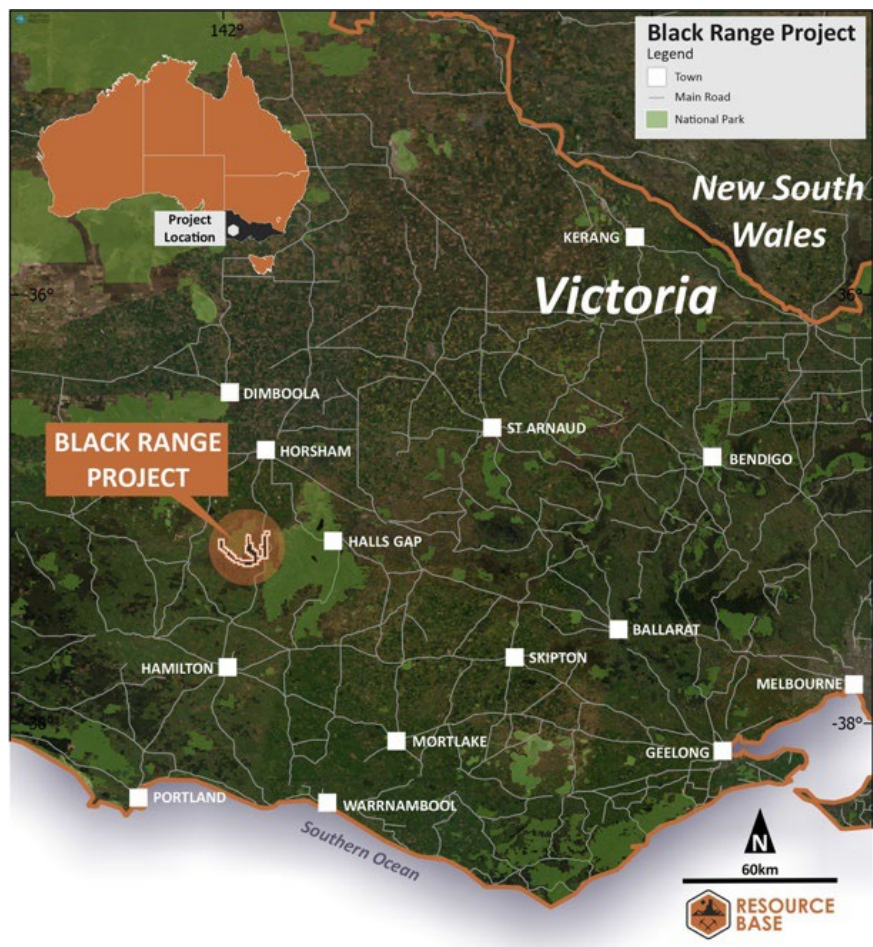 142°
Black Range Project
Legend
Town
Main Road
National Park
New South
Wales
Project
Location
KERANG
-36°
Victoria
36°
DIMBOOLA
ST ARNAUD
BLACK RANGE
PROJECT
HORSHAM
BENDIGO
HALLS GAP
BALLARAT
HAMILTON
SKIPTON
MELBOURNE
-38°
-38°
MORTLAKE
GEELONG
PORTLAND
WARRNAMBOOL
Southern Ocean
N
60km
RESOURCE
BASE